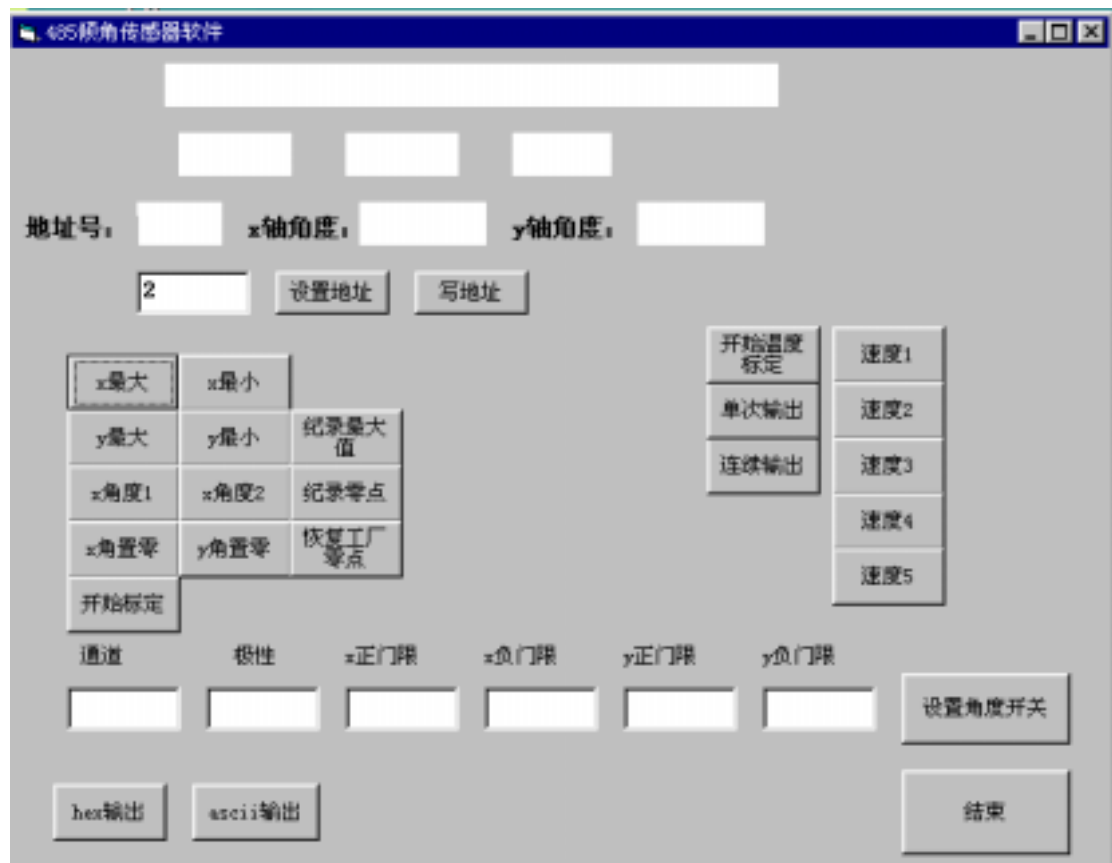 485倾角传感器软件
地址号: x轴角度: y轴角度:
2 设置地址 写地址
开始温度
标定
速度1
x最大 x最小
单次输出 速度2
y最大 y最小 纪录最大
值
连续输出 速度3
x角度1 x角度2 纪录零点
速度4
x角置零 y角置零 恢复工厂
零点
速度5
开始标定
通道 极性 x正门限 x负门限 y正门限 y负门限
设置角度开关
hex输出 ascii输出 结束